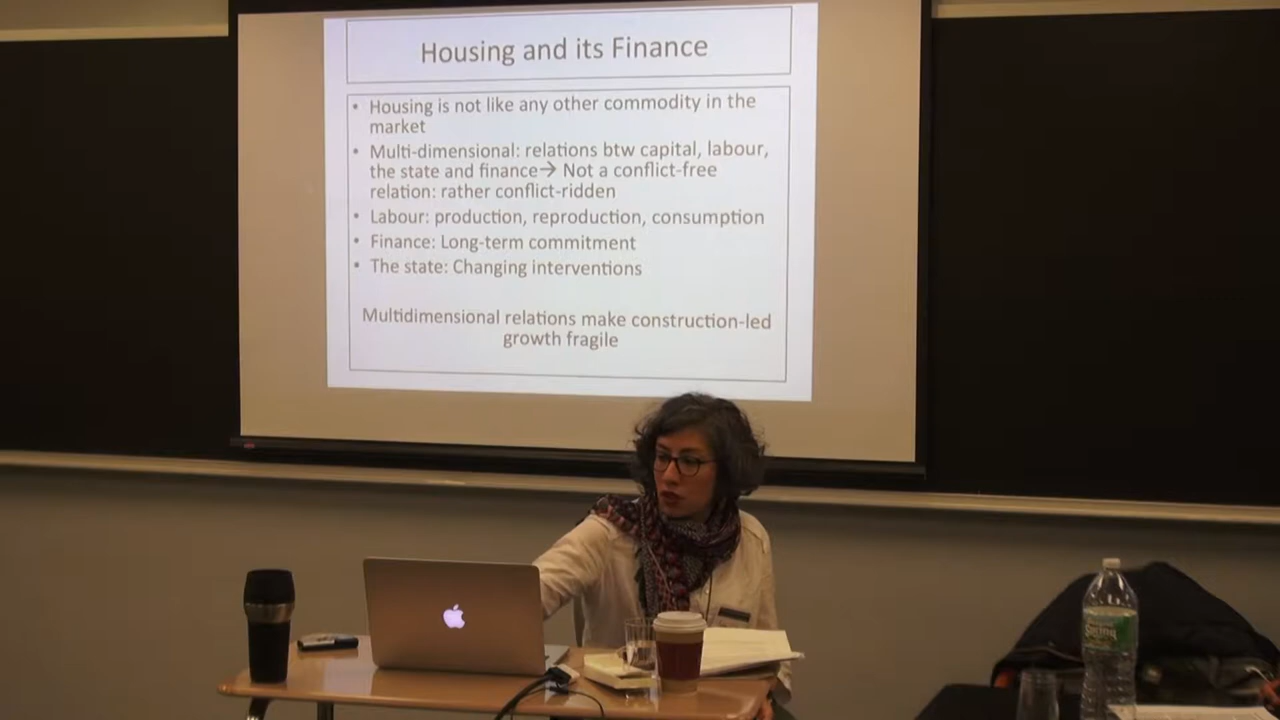 Housing and its Finance
• Housing is not like any other commodity in the
market
• Multi-dimensional: relations btw capital, labour,
the state and finance→ Not a conflict-free
relation: rather conflict-ridden
• Labour: production, reproduction, consumption
• Finance: Long-term commitment
• The state: Changing interventions
Multidimensional relations make construction-led
growth fragile